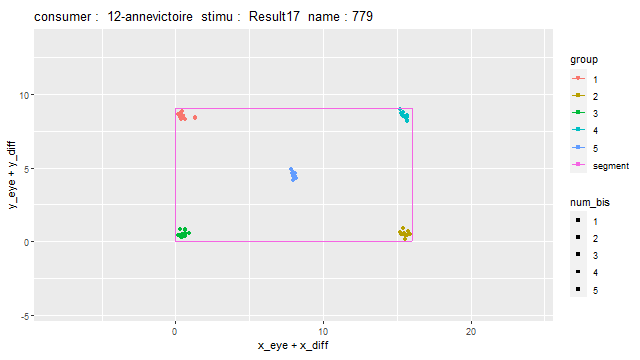 consumer : 12-annevictoire stimu : Result17 name : 779
group
1
2
3
4
5
segment
num_bis
1
2
3
4
5
y_eye + y_diff
10
5
0
-5
0
10
20
x_eye + x_diff